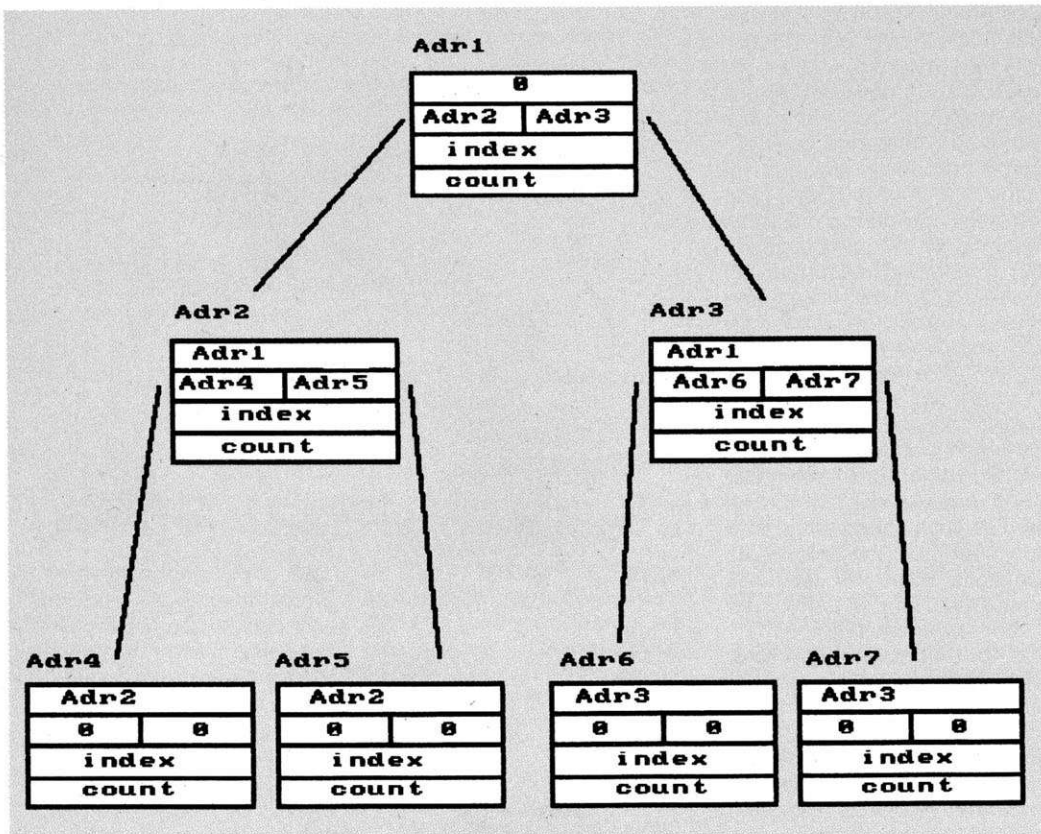 Adr1
0
Adr2 Adr3
index
count
Adr2
Adr1
Adr4 Adr5
index
count
Adr3
Adr1
Adr6 Adr7
index
count
Adr4
Adr2
0 0
index
count
Adr5
Adr2
0 0
index
count
Adr6
Adr3
0 0
index
count
Adr7
Adr3
0 0
index
count